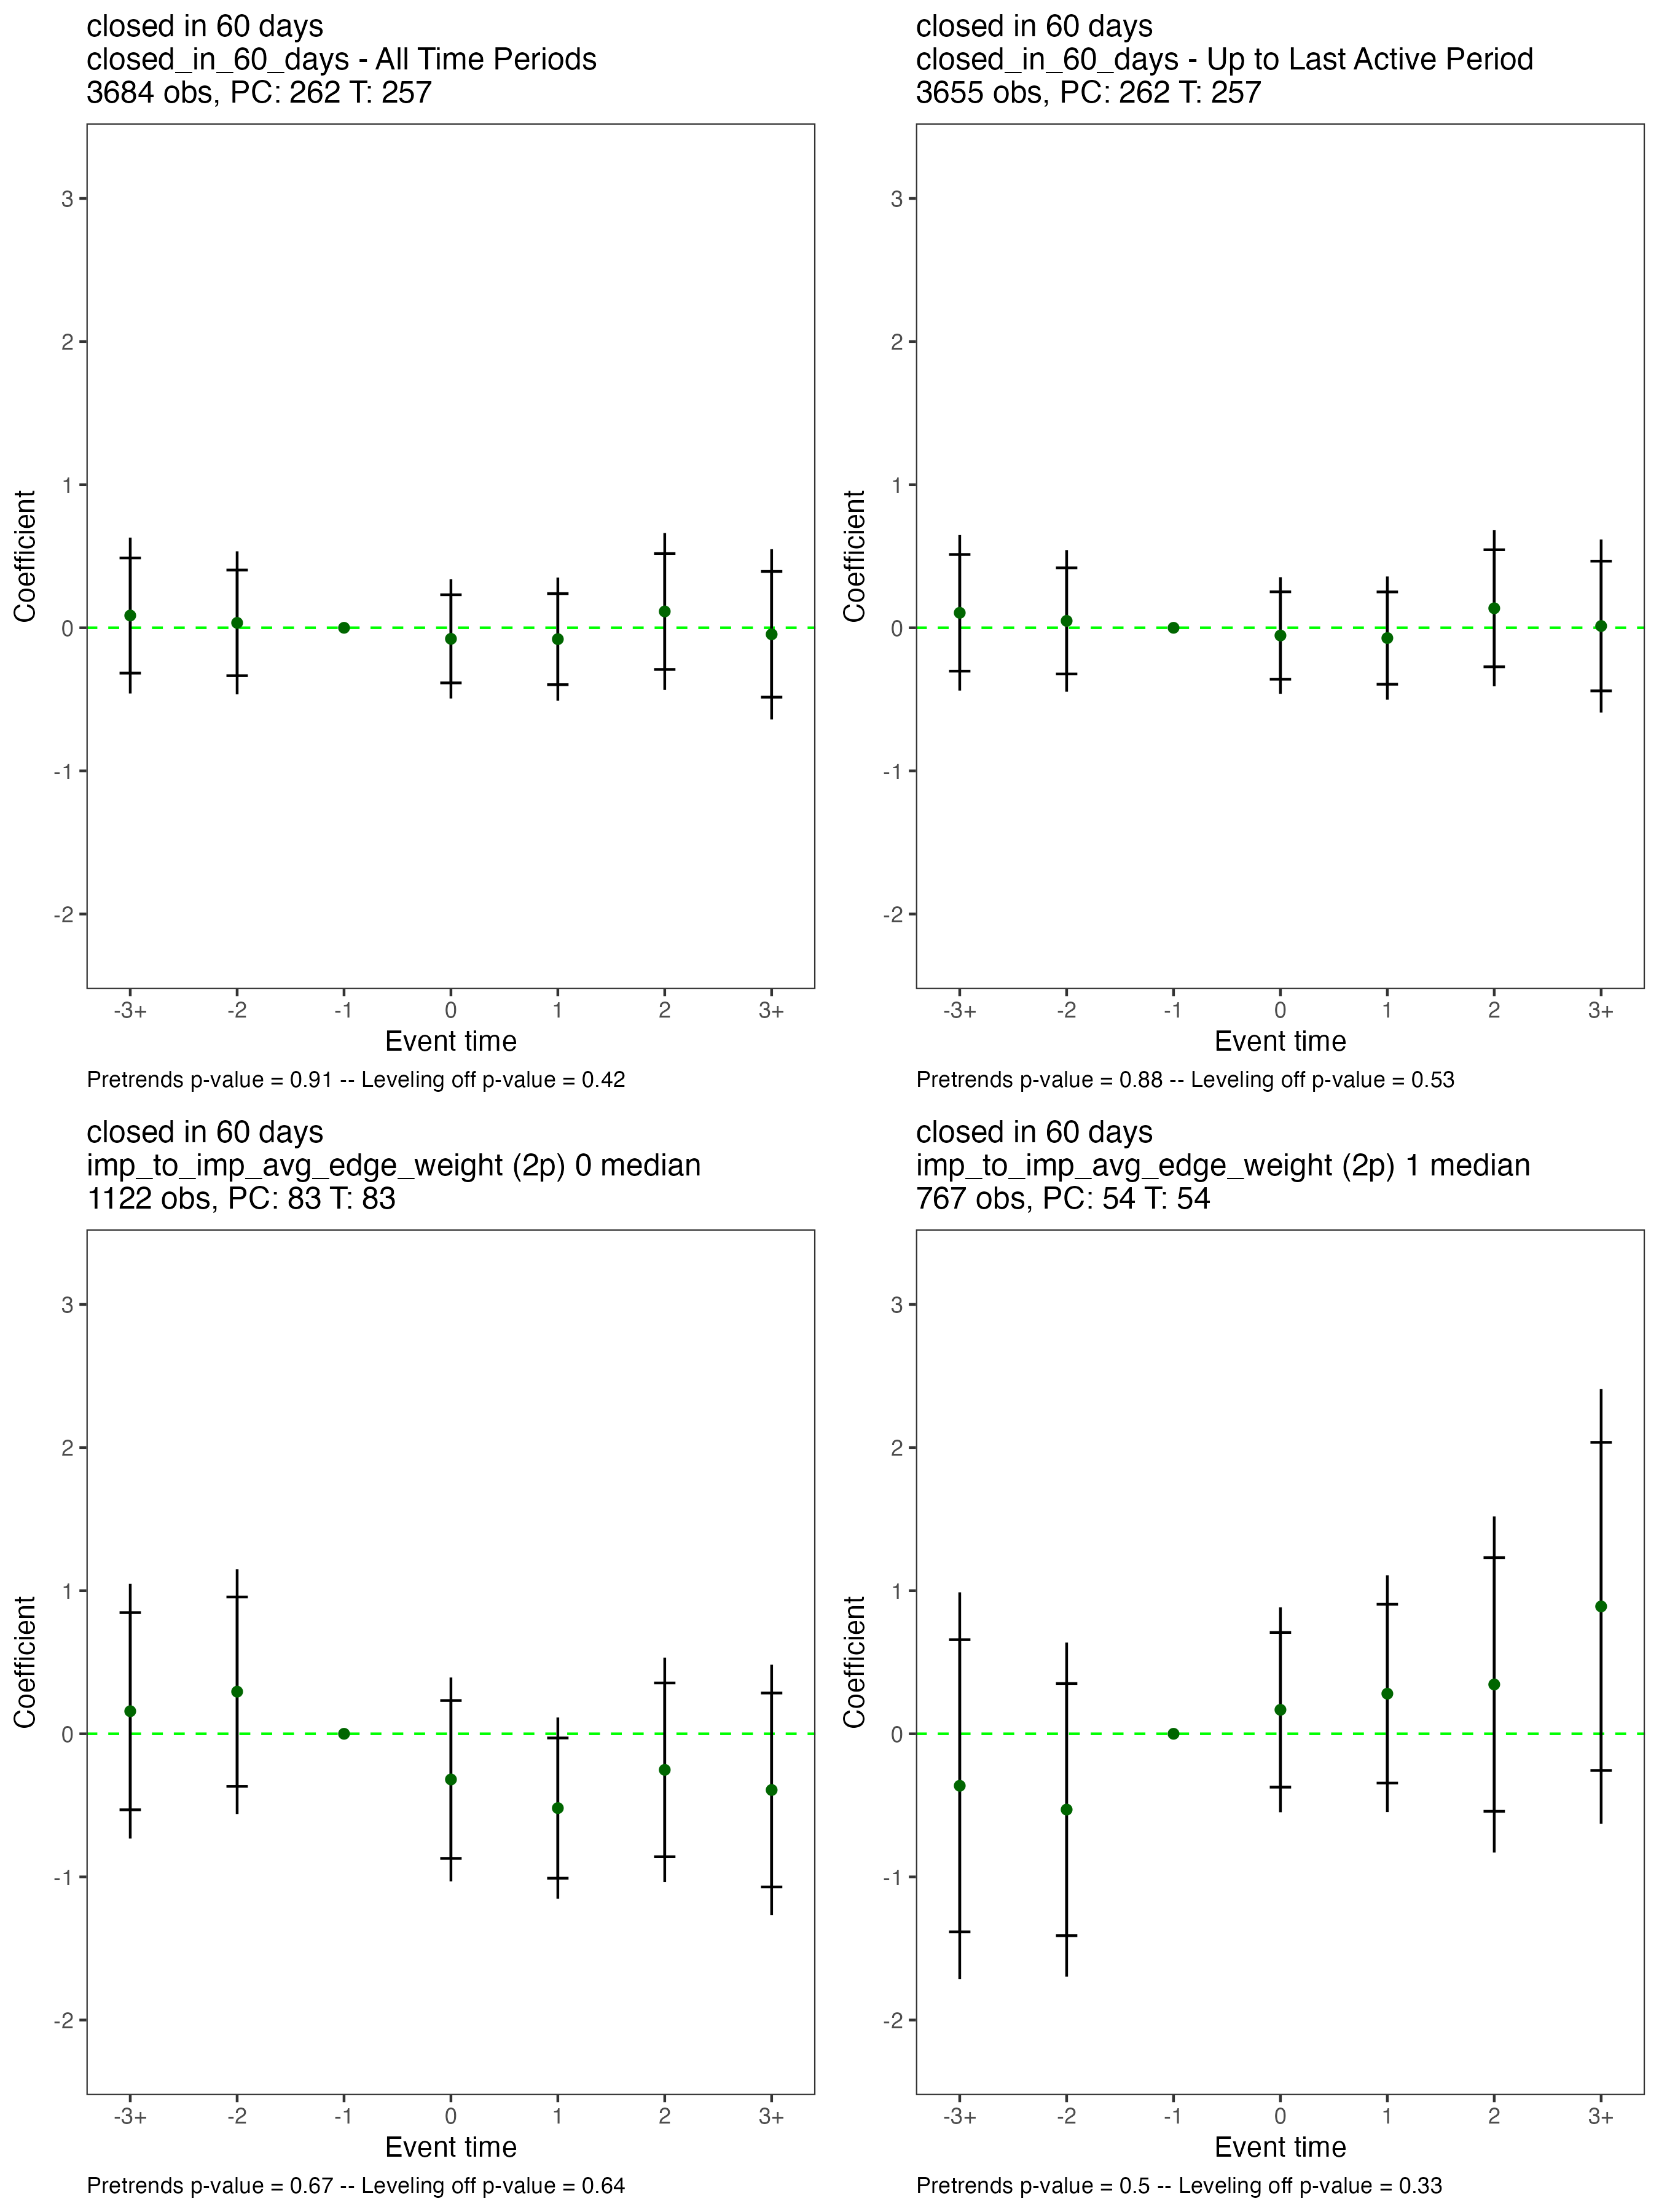 closed in 60 days
closed_in_60_days - All Time Periods
3684 obs, PC: 262 T: 257
3
2
1
0
-1
-2
Coefficient
-3+ -2 -1 0 1 2 3+
Event time
Pretrends p-value = 0.91 -- Leveling off p-value = 0.42
closed in 60 days
closed_in_60_days - Up to Last Active Period
3655 obs, PC: 262 T: 257
3
2
1
0
-1
-2
Coefficient
-3+ -2 -1 0 1 2 3+
Event time
Pretrends p-value = 0.88 -- Leveling off p-value = 0.53
closed in 60 days
imp_to_imp_avg_edge_weight (2p) 0 median
1122 obs, PC: 83 T: 83
3
2
1
0
-1
-2
Coefficient
-3+ -2 -1 0 1 2 3+
Event time
Pretrends p-value = 0.67 -- Leveling off p-value = 0.64
closed in 60 days
imp_to_imp_avg_edge_weight (2p) 1 median
767 obs, PC: 54 T: 54
3
2
1
0
-1
-2
Coefficient
-3+ -2 -1 0 1 2 3+
Event time
Pretrends p-value = 0.5 -- Leveling off p-value = 0.33